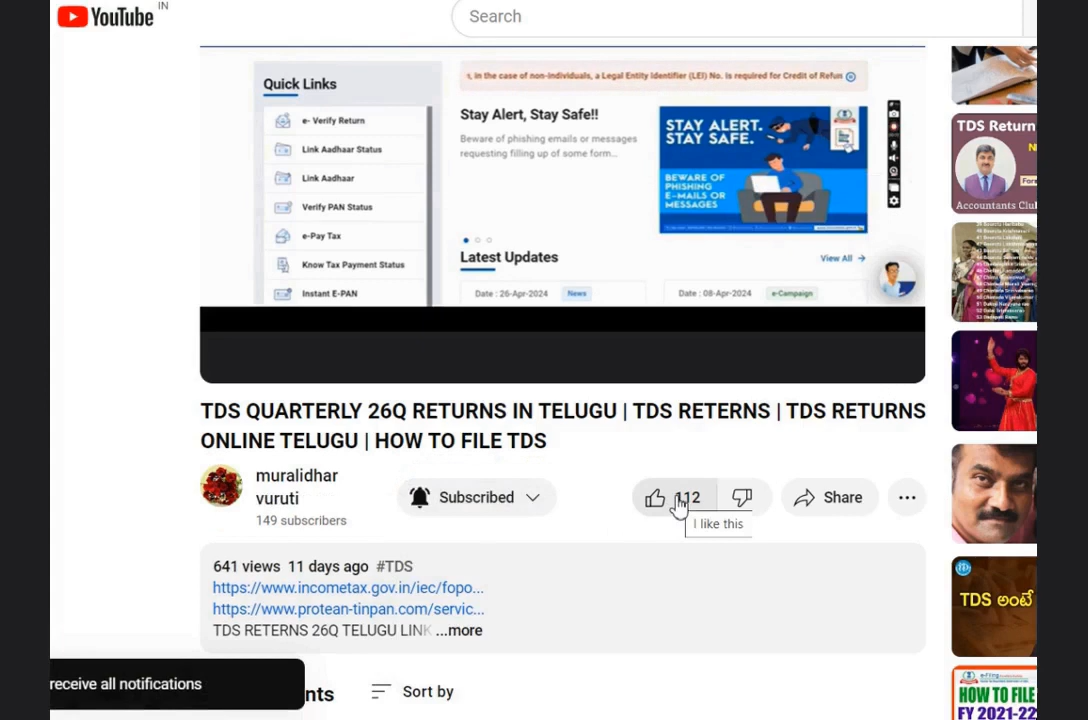 YouTube IN
Search
Quick Links
e- Verify Return
Link Aadhaar Status
Link Aadhaar
Verify PAN Status
e-Pay Tax
Know Tax Payment Status
Instant E-PAN
, in the case of non-individuals, a Legal Entity Identifier (LEI) No. is required for Credit of Refun
Stay Alert, Stay Safe!!
Beware of phishing emails or messages
requesting filling up of some form...
STAY ALERT.
STAY SAFE.
BEWARE OF
PHISHING
E-MAILS OR
MESSAGES
Latest Updates
View All
Date : 26-Apr-2024 News
Date : 08-Apr-2024 e-Campaign
TDS QUARTERLY 26Q RETURNS IN TELUGU | TDS RETERNS | TDS RETURNS
ONLINE TELUGU | HOW TO FILE TDS
muralidhar
vuruti
149 subscribers
Subscribed
112
Share
I like this
641 views 11 days ago #TDS
https://www.incometax.gov.in/iec/fopo...
https://www.protean-tinpan.com/servic...
TDS RETERNS 26Q TELUGU LINK ...more
receive all notifications
nts
Sort by
TDS Return
Accountants Clu
TDS అంటే
HOW TO FILE
FY 2021-22